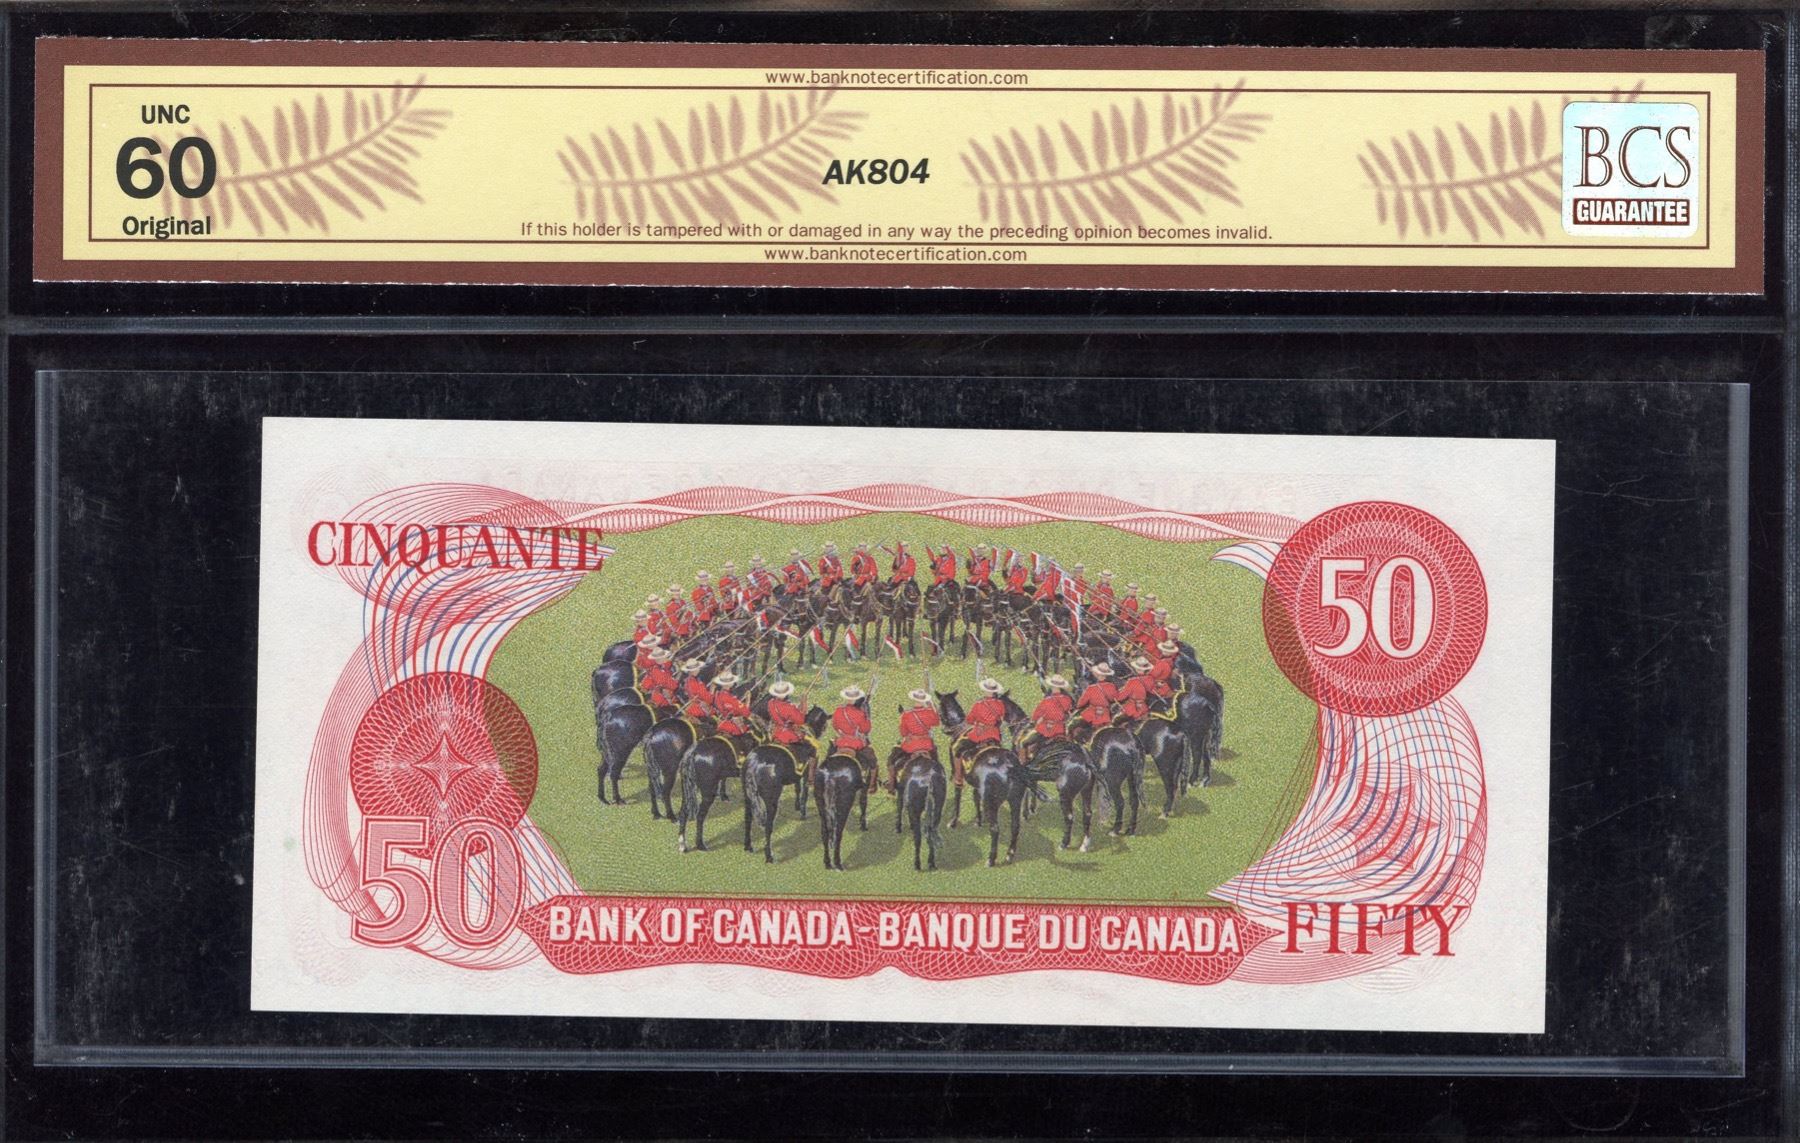 www.banknotecertification.com
UNC
60
Original
AK804
BCS
GUARANTEE
If this holder is tampered with or damaged in any way the preceding opinion becomes invalid.
www.banknotecertification.com
CINQUANTE
50
50
BANK OF CANADA - BANQUE DU CANADA
FIFTY